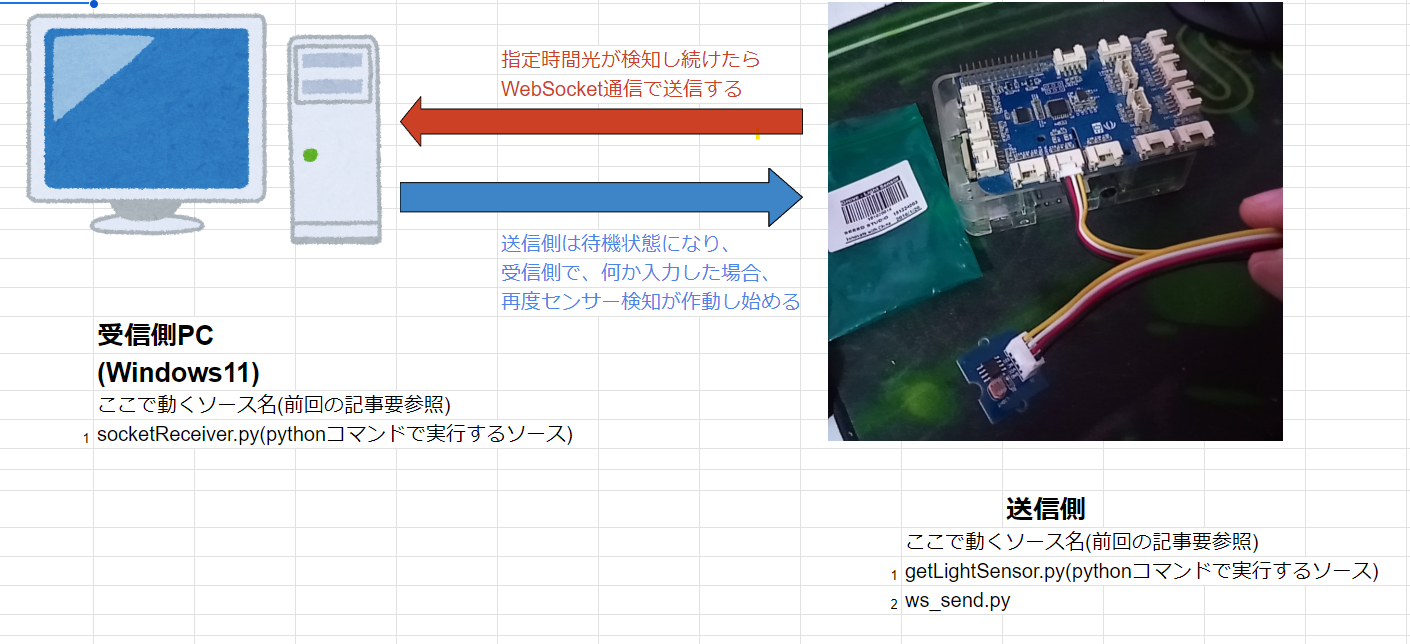 指定時間光が検知し続けたら
WebSocket通信で送信する
送信側は待機状態になり、
受信側で、何か入力した場合、
再度センサー検知が作動し始める
受信側PC
(Windows11)
ここで動くソース名(前回の記事要参照)
1 socketReceiver.py(pythonコマンドで実行するソース)
送信側
ここで動くソース名(前回の記事要参照)
1 getLightSensor.py(pythonコマンドで実行するソース)
2 ws_send.py